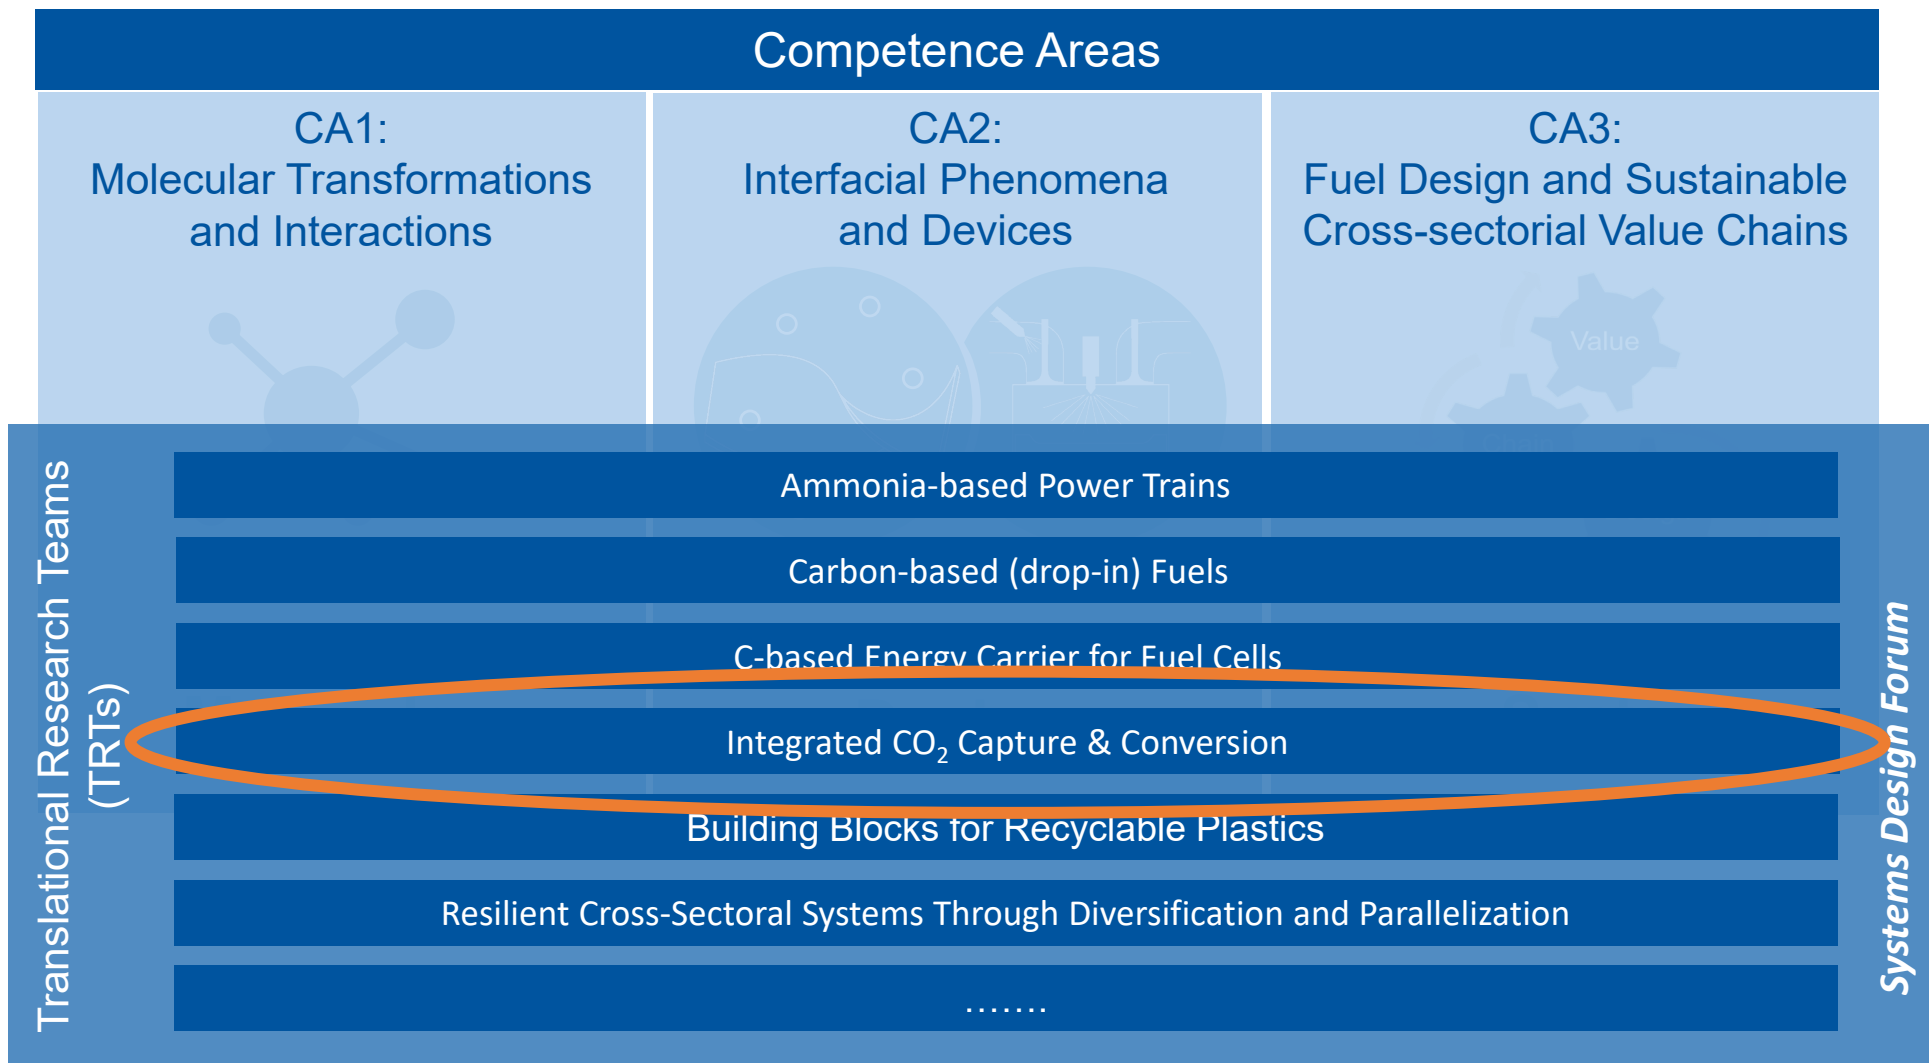 Competence Areas
CA1:
Molecular Transformations
and Interactions
CA2:
Interfacial Phenomena
and Devices
CA3:
Fuel Design and Sustainable
Cross-sectorial Value Chains
Value
Translational Research Teams
(TRTs)
Ammonia-based Power Trains
Carbon-based (drop-in) Fuels
C-based Energy Carrier for Fuel Cells
Integrated CO₂ Capture & Conversion
Building Blocks for Recyclable Plastics
Resilient Cross-Sectoral Systems Through Diversification and Parallelization
.......
Systems Design Forum